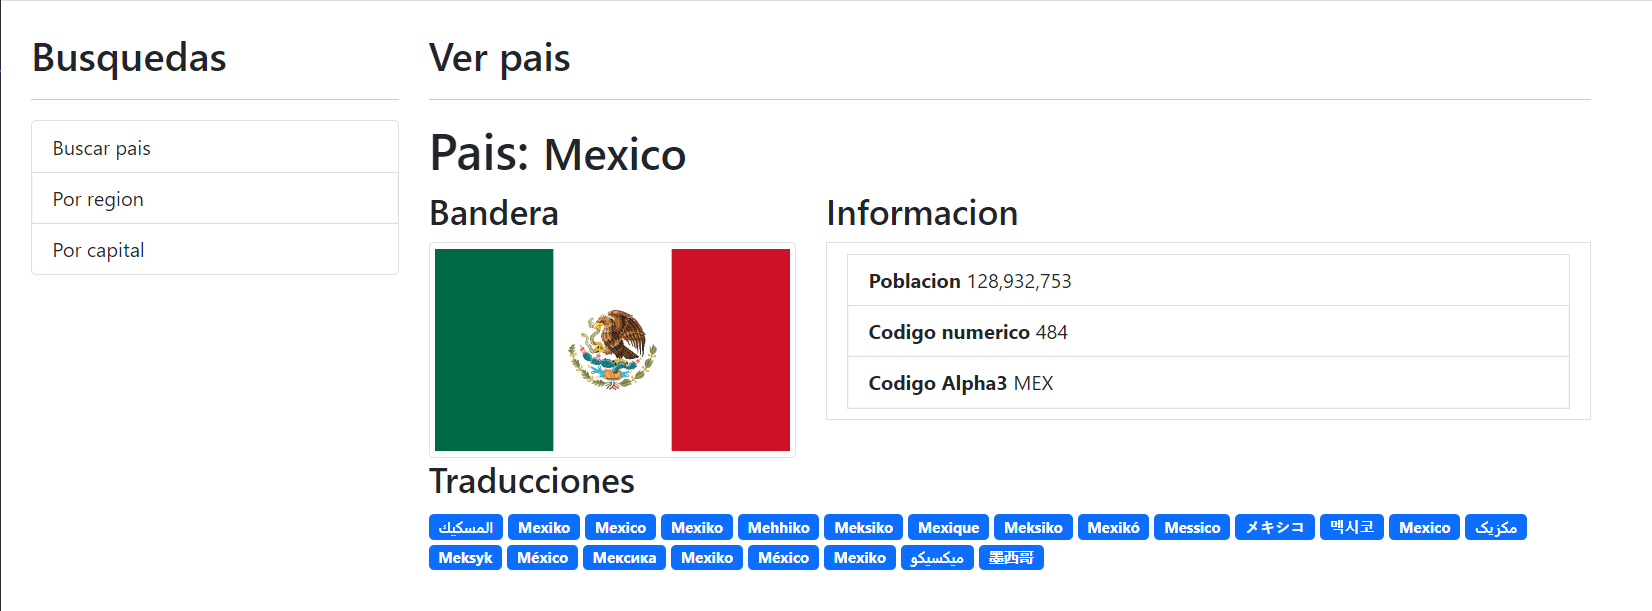 Busquedas
Buscar pais
Por region
Por capital
Ver pais
Pais: Mexico
Bandera
Informacion
Poblacion 128,932,753
Codigo numerico 484
Codigo Alpha3 MEX
Traducciones
المسكيك Mexiko Mexico Mexiko Mehhiko Meksiko Mexique Meksiko Mexikó Messico メキシコ 멕시코 Mexico مکزیک
Meksyk México Мексика Mexiko México Mexiko میکسیکو 墨西哥